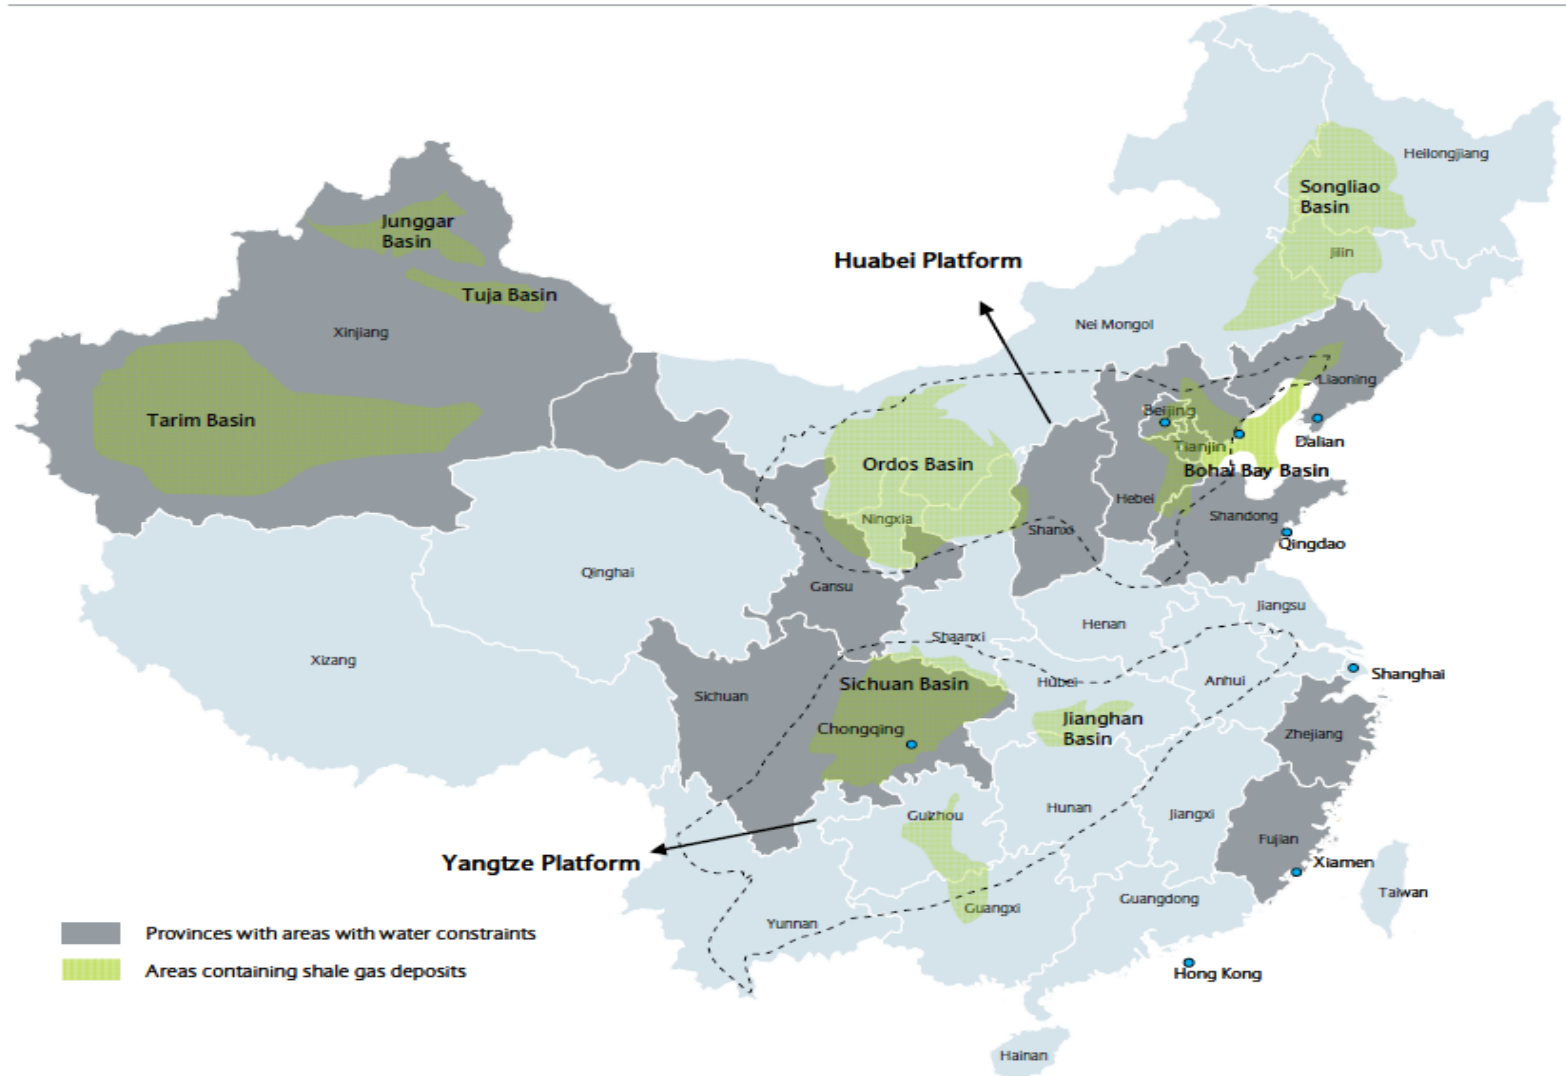 Heilongjiang
Songliao
Basin
Junggar
Basin
Jilin
Huabei Platform
Tuja Basin
Xinjiang
Nei Mongol
Liaoning
Beijing
Tarim Basin
Dalian
Tianjin
Ordos Basin
Bohai Bay Basin
Hebei
Shandong
Ningxia
Shanxi
Qingdao
Qinghai
Gansu
Jiangsu
Henan
Shaanxi
Xizang
Shanghai
Anhui
Hubei
Sichuan Basin
Sichuan
Jianghan
Basin
Chongqing
Zhejiang
Hunan
Guizhou
Jiangxi
Fujian
Yangtze Platform
Xiamen
Taiwan
Guangdong
Guangxi
Yunnan
Provinces with areas with water constraints
Areas containing shale gas deposits
Hong Kong
Hainan